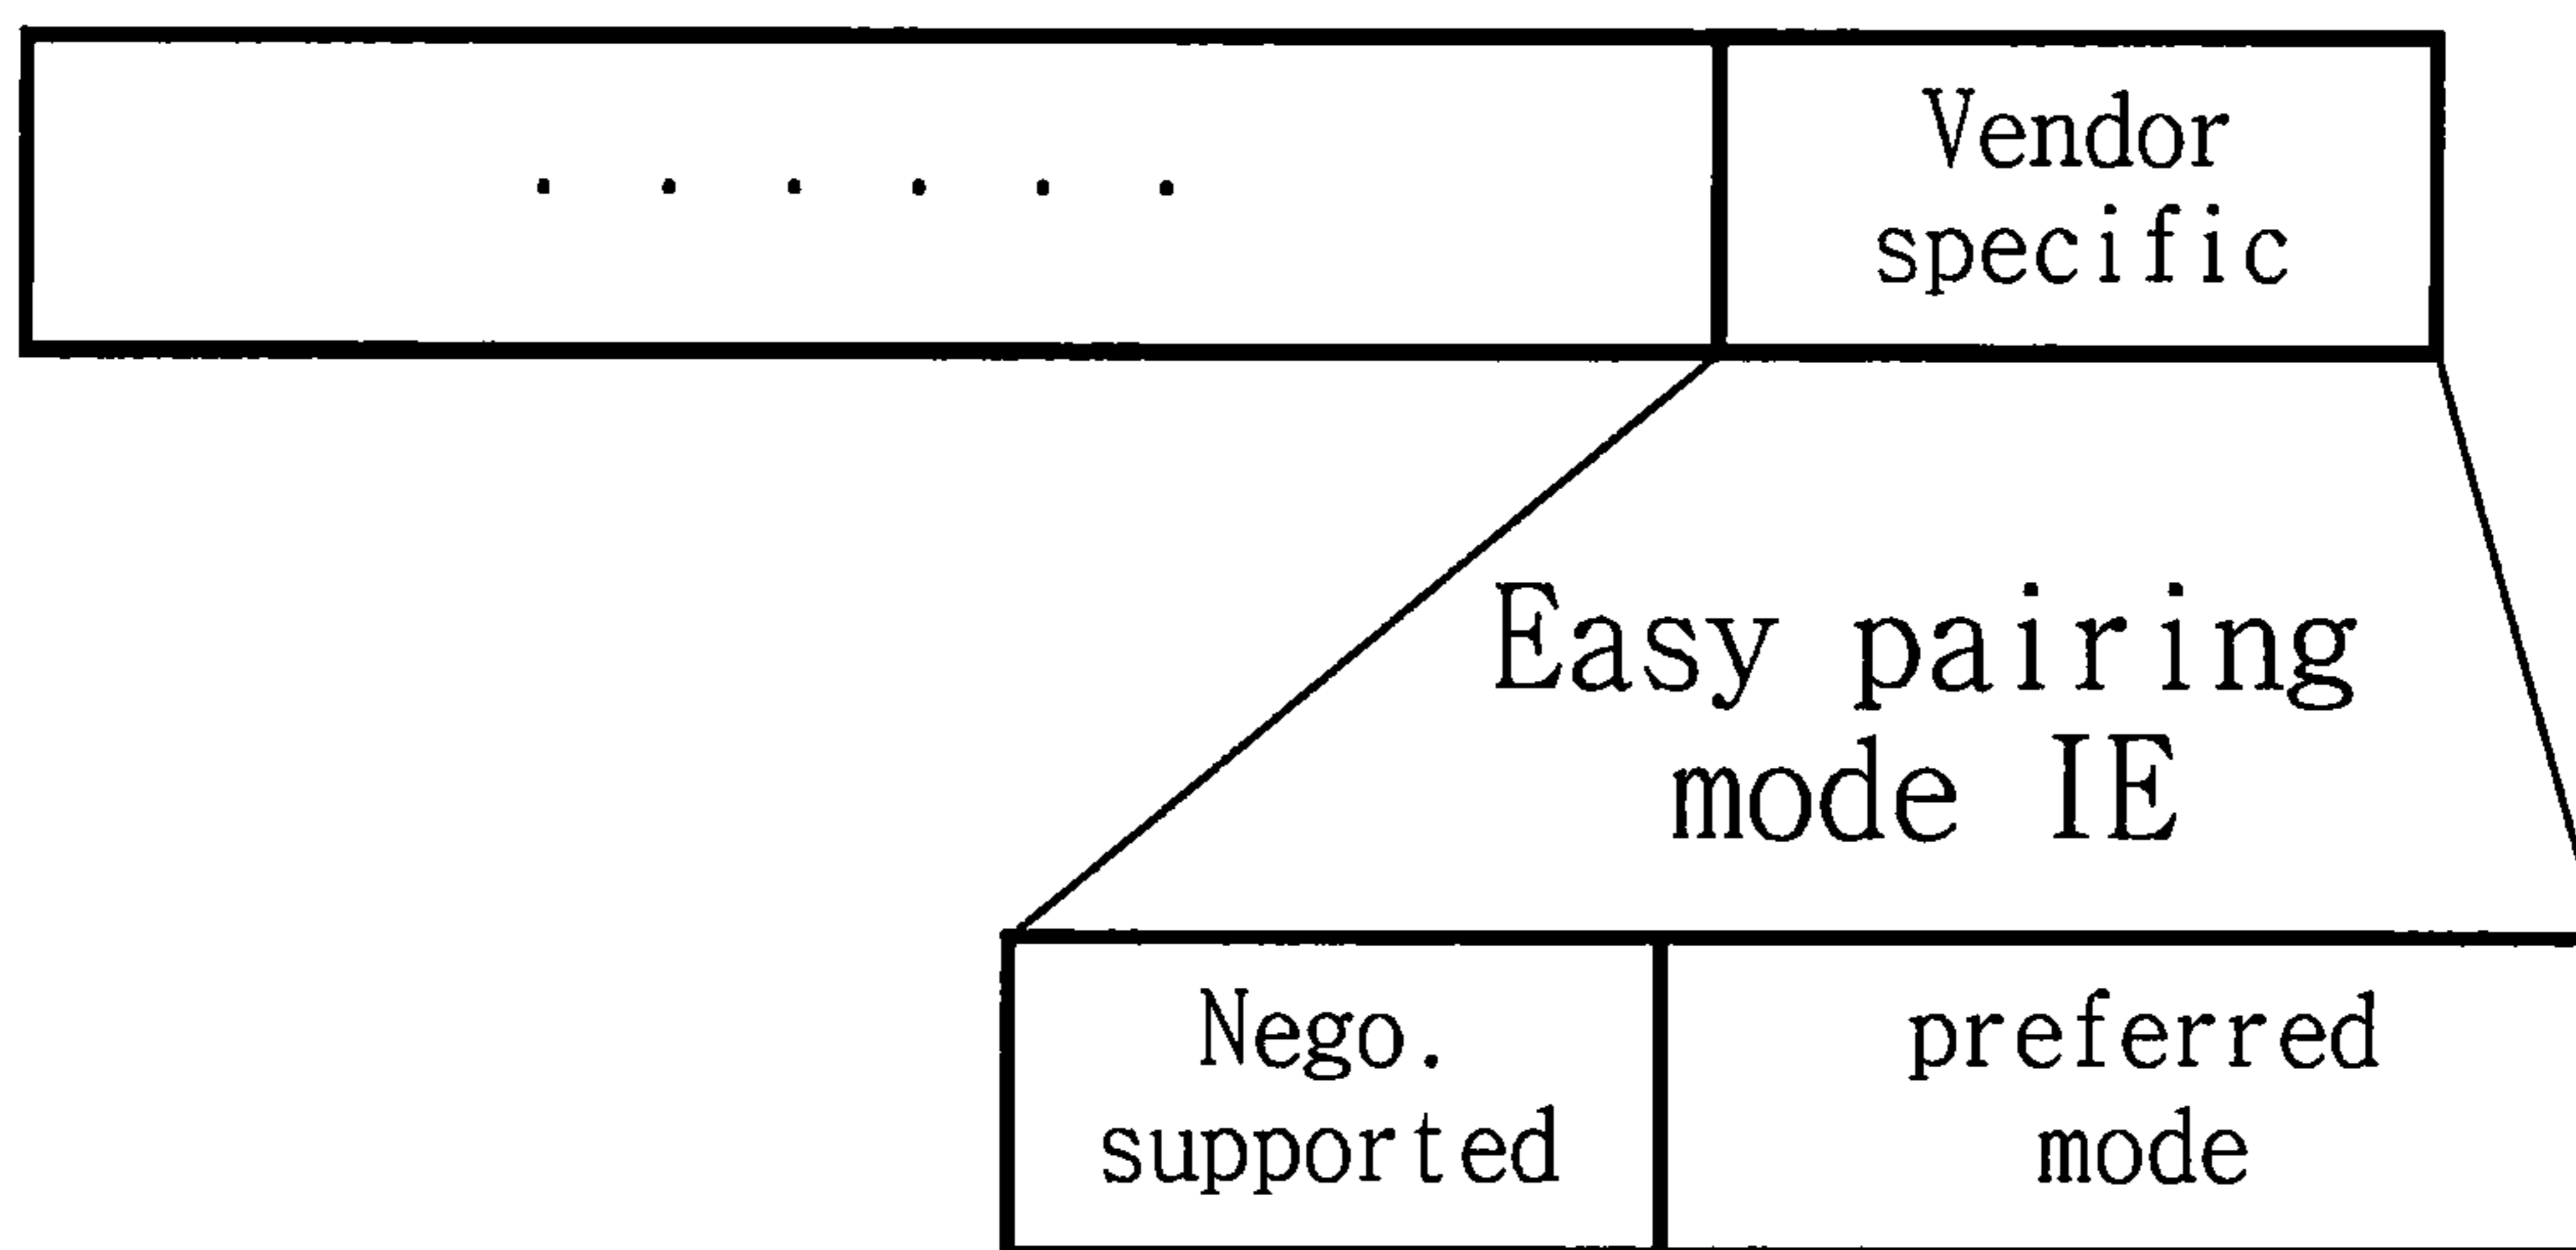 ......
Vendor
specific
Easy pairing
mode IE
Nego.
supported
preferred
mode